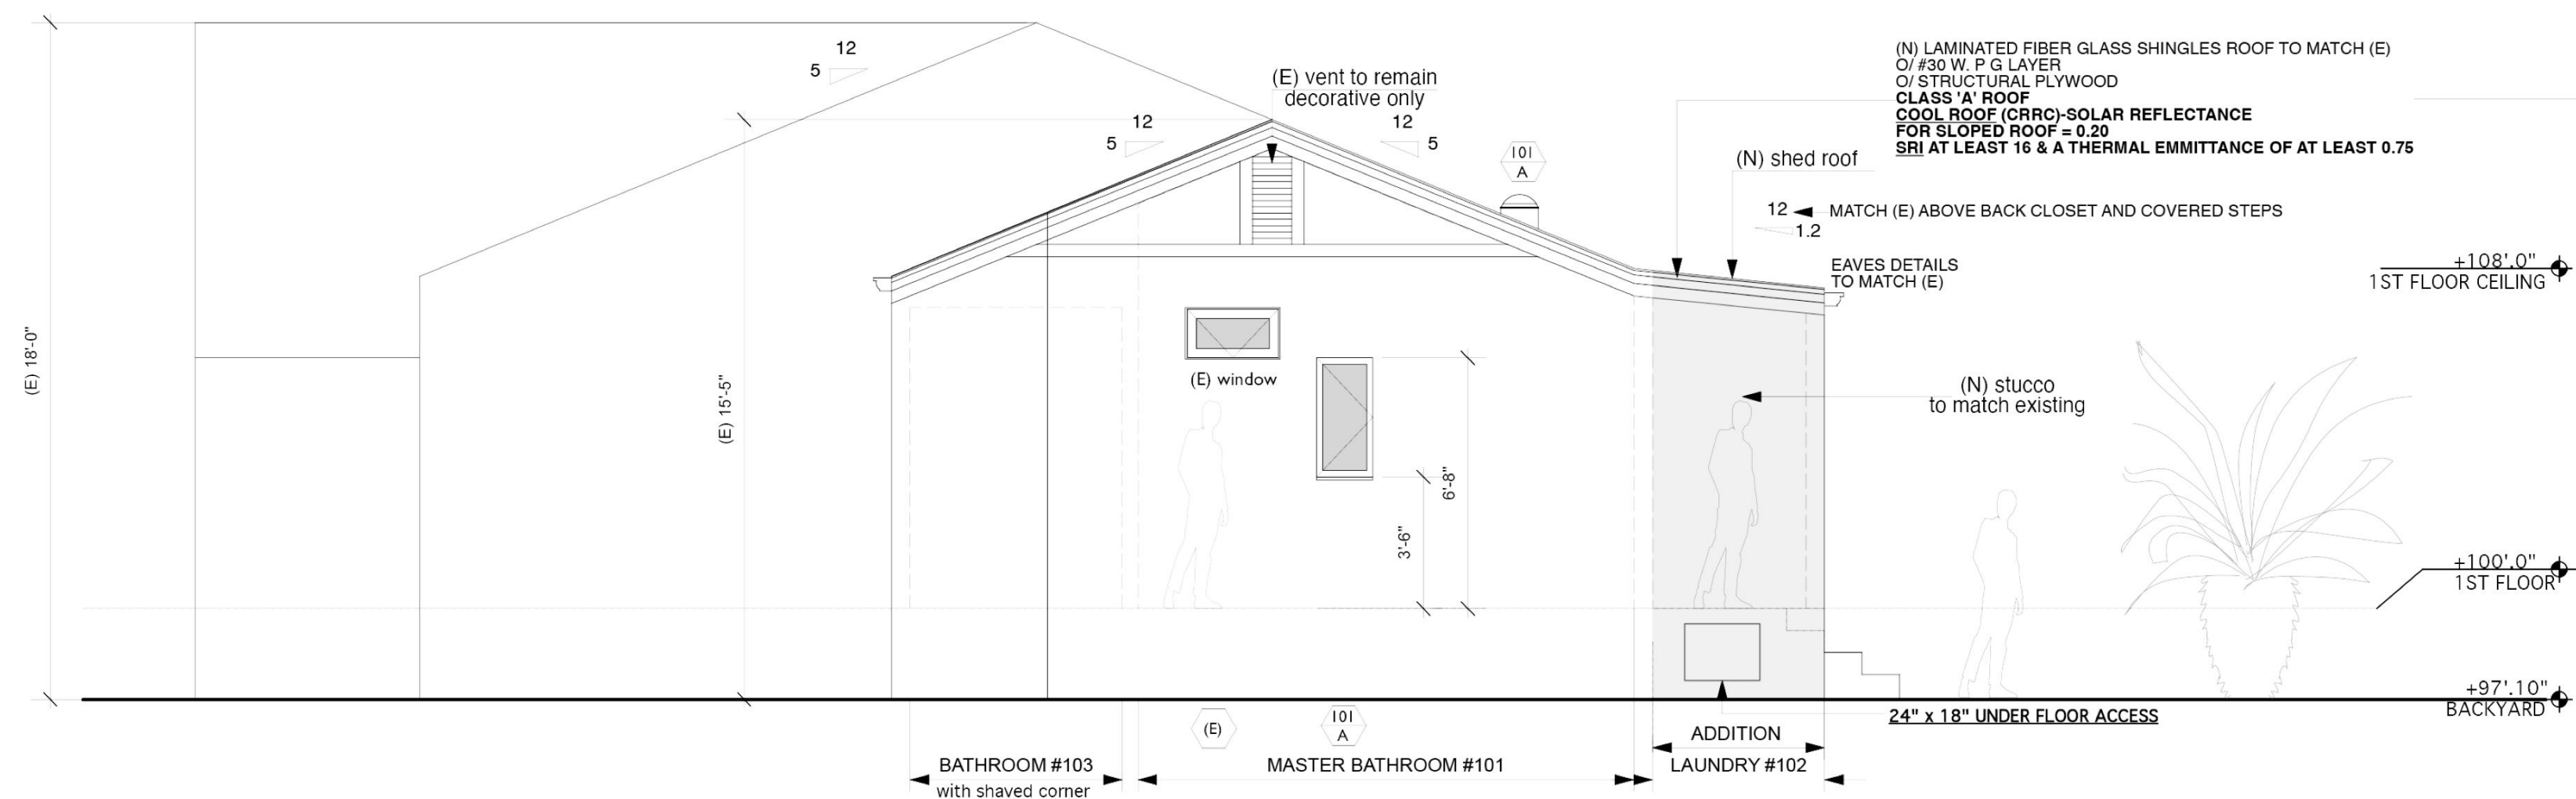 12
5
(E) vent to remain
decorative only
12
5
12
5
101
A
(N) LAMINATED FIBER GLASS SHINGLES ROOF TO MATCH (E)
O/ #30 W. P G LAYER
O/ STRUCTURAL PLYWOOD
CLASS 'A' ROOF
COOL ROOF (CRRC)-SOLAR REFLECTANCE
FOR SLOPED ROOF = 0.20
SRI AT LEAST 16 & A THERMAL EMMITTANCE OF AT LEAST 0.75
(N) shed roof
12
MATCH (E) ABOVE BACK CLOSET AND COVERED STEPS
1.2
EAVES DETAILS
TO MATCH (E)
+108'.0"
1ST FLOOR CEILING
(E) 18'-0"
(E) 15'-5"
(E) window
(N) stucco
to match existing
6'-8"
3'-6"
+100'.0"
1ST FLOOR
+97'.10"
BACKYARD
24" x 18" UNDER FLOOR ACCESS
(E)
101
A
ADDITION
BATHROOM #103
with shaved corner
MASTER BATHROOM #101
LAUNDRY #102